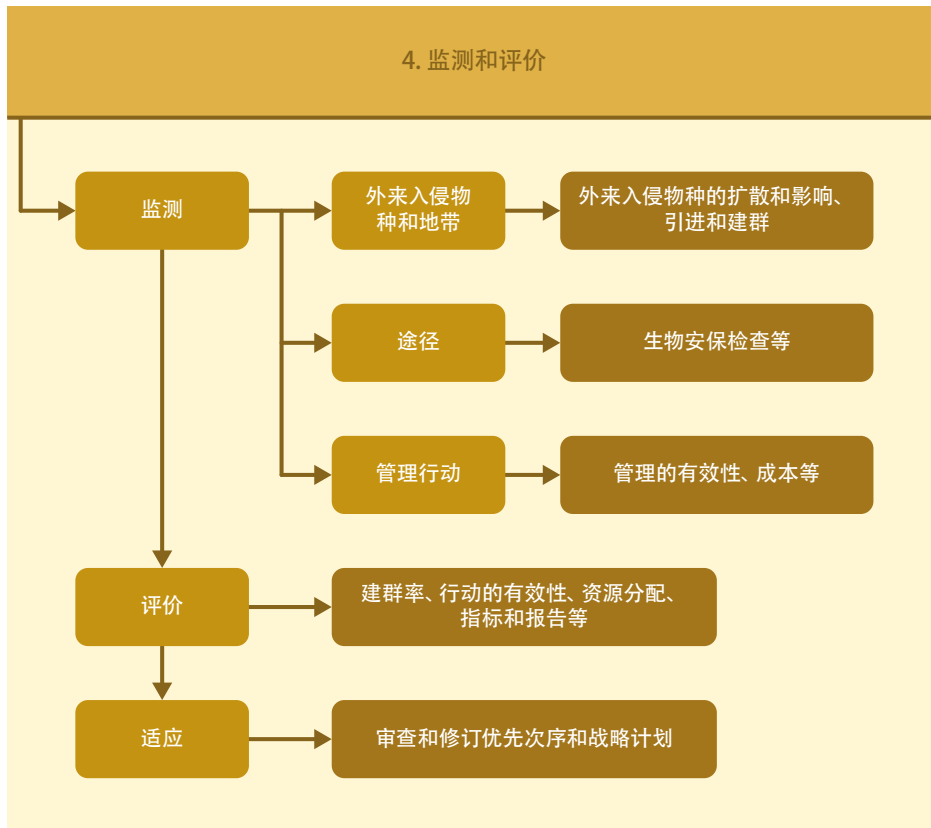 4. 监测和评价
监测
外来入侵物
种和地带
外来入侵物种的扩散和影响、
引进和建群
途径
生物安保检查等
管理行动
管理的有效性、成本等
评价
建群率、行动的有效性、资源分配、
指标和报告等
适应
审查和修订优先次序和战略计划